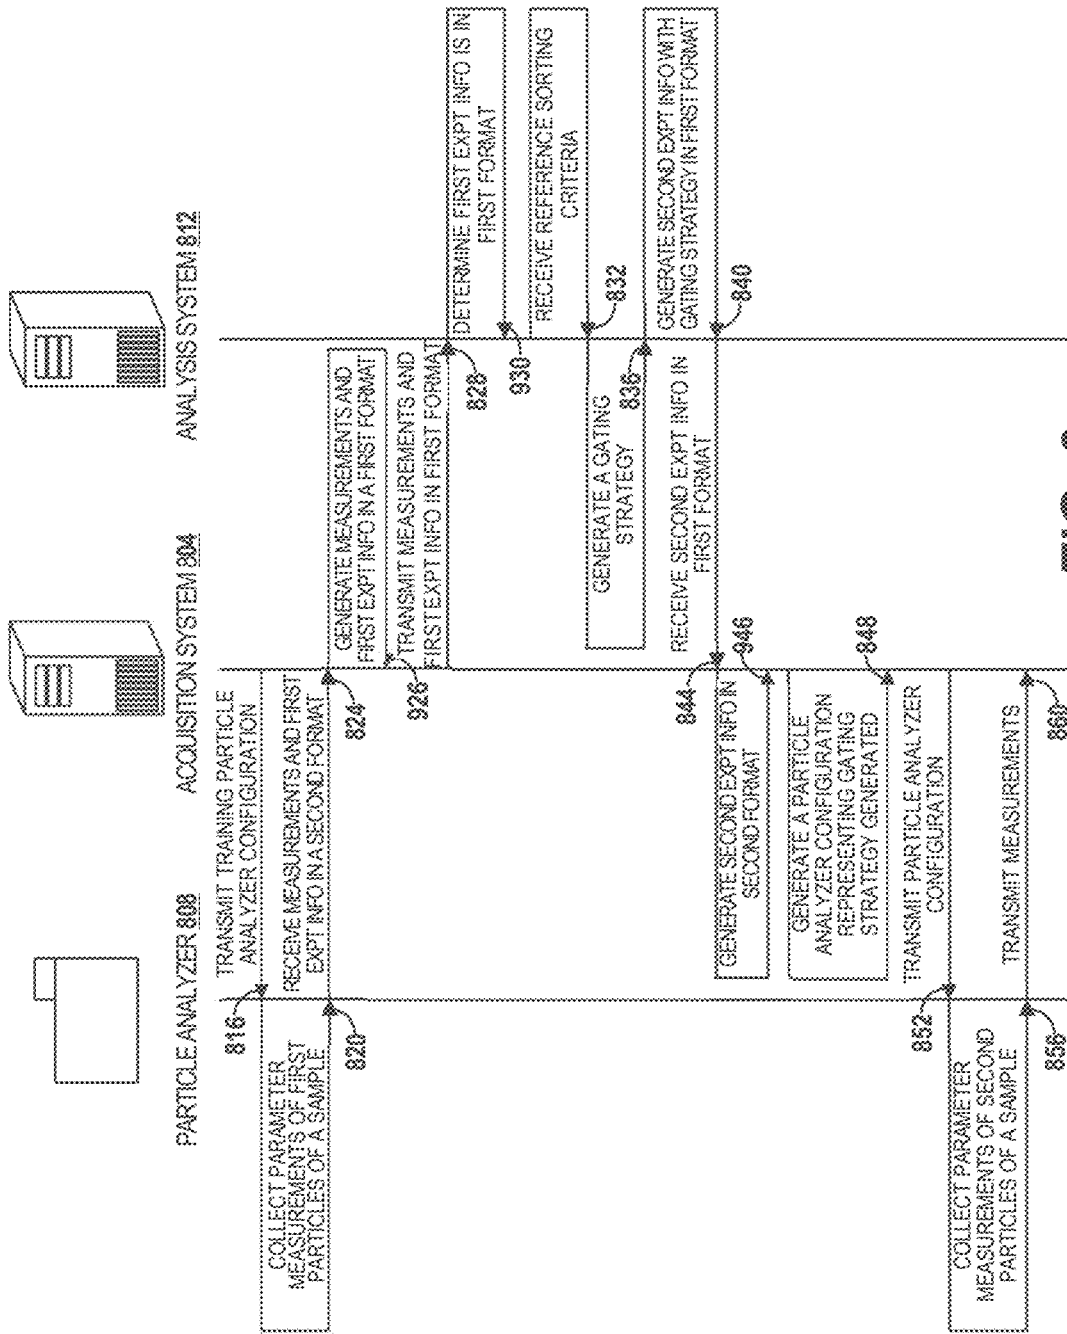 PARTICLE ANALYZER 808
ACQUISITION SYSTEM 804
ANALYSIS SYSTEM 812
TRANSMIT TRAINING PARTICLE
ANALYZER CONFIGURATION
816
COLLECT PARAMETER
MEASUREMENTS OF FIRST
PARTICLES OF A SAMPLE
820
RECEIVE MEASUREMENTS AND FIRST
EXPT INFO IN A SECOND FORMAT
824
GENERATE MEASUREMENTS AND
FIRST EXPT INFO IN A FIRST FORMAT
926
TRANSMIT MEASUREMENTS AND
FIRST EXPT INFO IN FIRST FORMAT
828
DETERMINE FIRST EXPT INFO IS IN
FIRST FORMAT
930
RECEIVE REFERENCE SORTING
CRITERIA
832
GENERATE A GATING
STRATEGY
836
GENERATE SECOND EXPT INFO WITH
GATING STRATEGY IN FIRST FORMAT
840
RECEIVE SECOND EXPT INFO IN
FIRST FORMAT
844
GENERATE SECOND EXPT INFO IN
SECOND FORMAT
946
GENERATE A PARTICLE
ANALYZER CONFIGURATION
REPRESENTING GATING
STRATEGY GENERATED
848
TRANSMIT PARTICLE ANALYZER
CONFIGURATION
852
COLLECT PARAMETER
MEASUREMENTS OF SECOND
PARTICLES OF A SAMPLE
856
TRANSMIT MEASUREMENTS
860